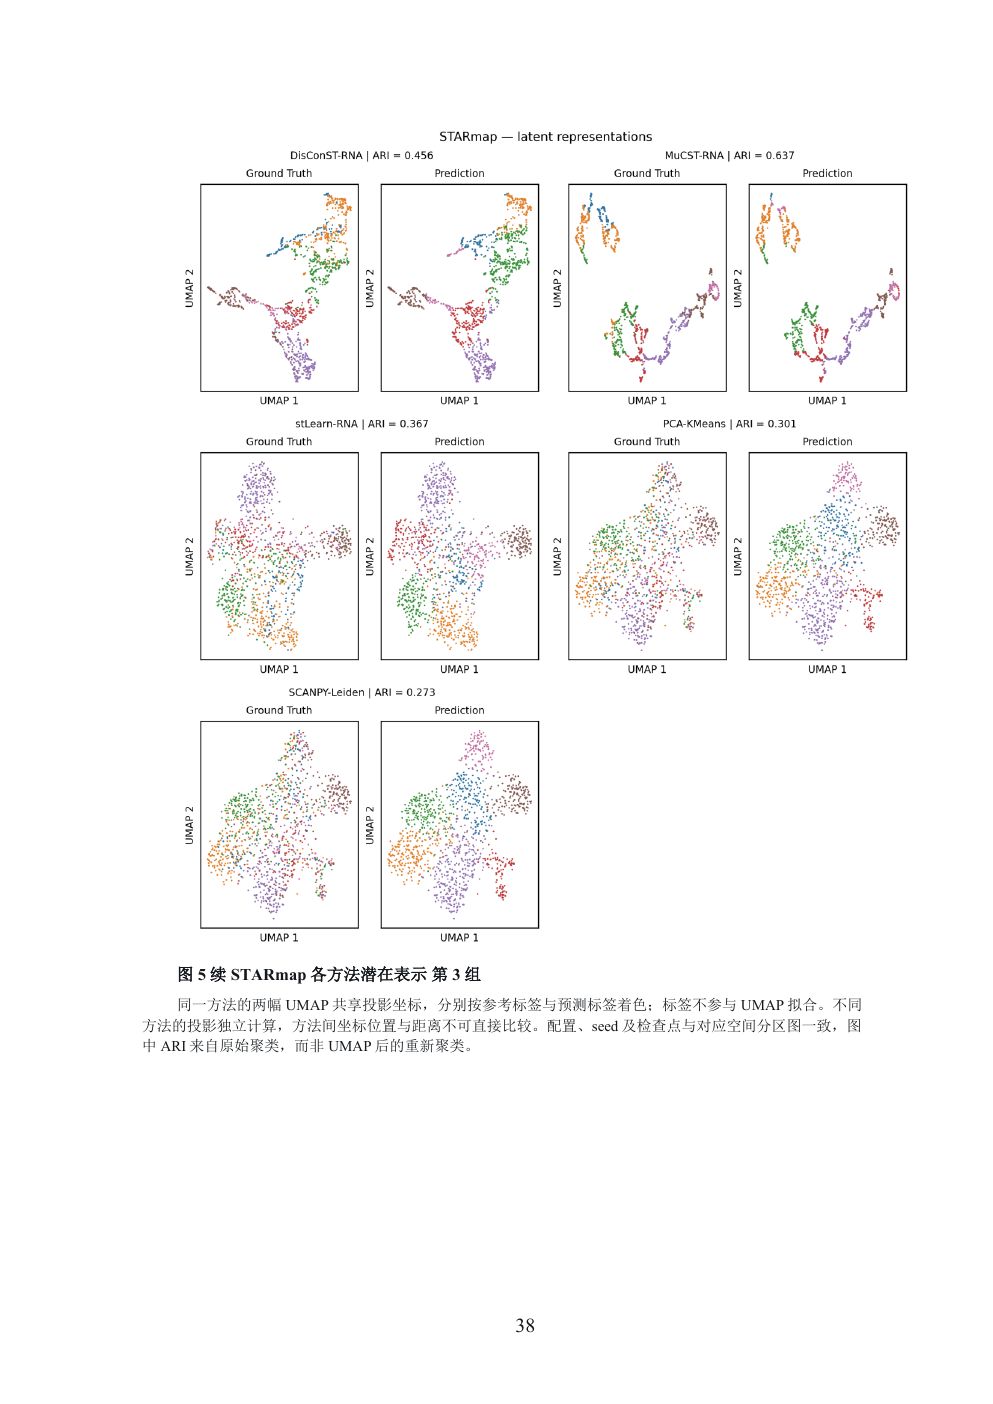 STARmap — latent representations
DisConST-RNA | ARI = 0.456
MuCST-RNA | ARI = 0.637
Ground Truth
Prediction
Ground Truth
Prediction
UMAP 2
UMAP 2
UMAP 2
UMAP 2
UMAP 1
UMAP 1
UMAP 1
UMAP 1
stLearn-RNA | ARI = 0.367
PCA-KMeans | ARI = 0.301
Ground Truth
Prediction
Ground Truth
Prediction
UMAP 2
UMAP 2
UMAP 2
UMAP 2
UMAP 1
UMAP 1
UMAP 1
UMAP 1
SCANPY-Leiden | ARI = 0.273
Ground Truth
Prediction
UMAP 2
UMAP 2
UMAP 1
UMAP 1
图 5 续 STARmap 各方法潜在表示 第 3 组
同一方法的两幅 UMAP 共享投影坐标，分别按参考标签与预测标签着色；标签不参与 UMAP 拟合。不同
方法的投影独立计算，方法间坐标位置与距离不可直接比较。配置、seed 及检查点与对应空间分区图一致，图
中 ARI 来自原始聚类，而非 UMAP 后的重新聚类。
38